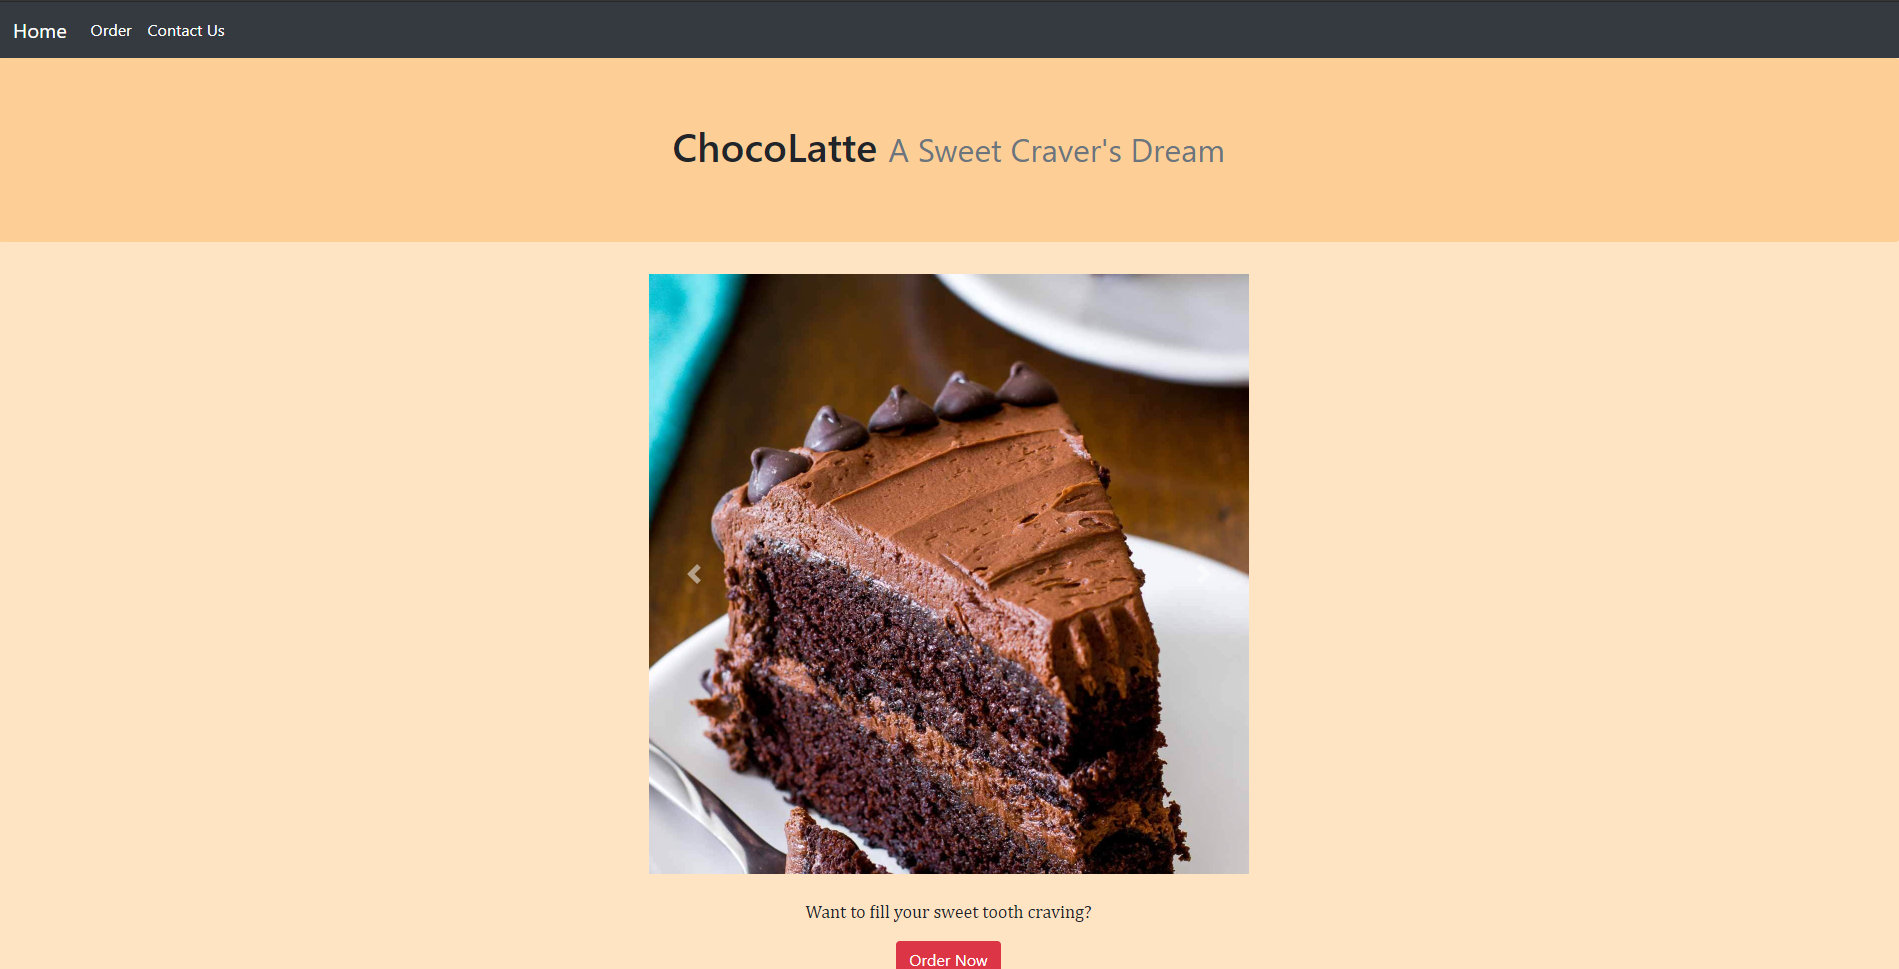 Home Order Contact Us
ChocoLatte A Sweet Craver's Dream
Want to fill your sweet tooth craving?
Order Now